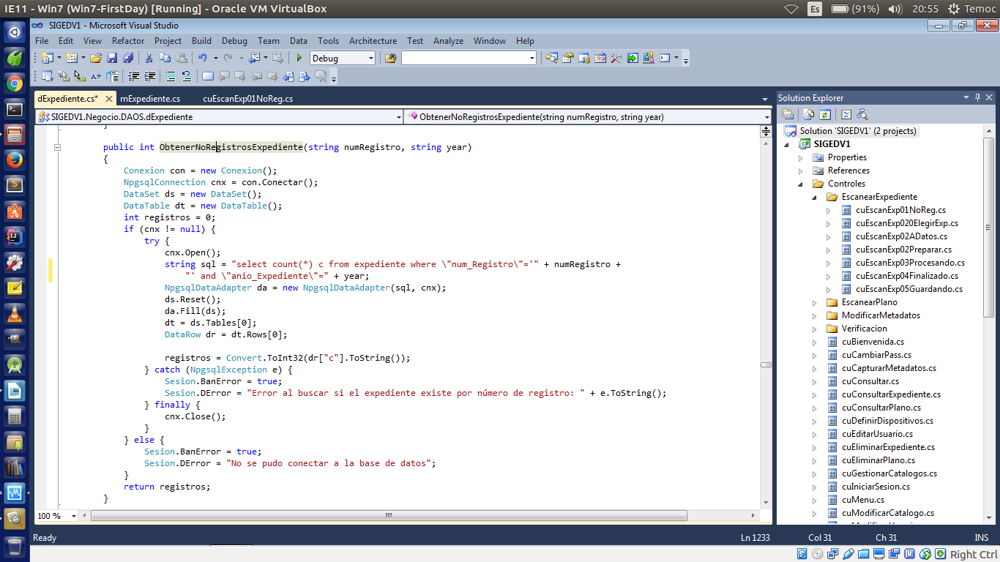 IE11 - Win7 (Win7-FirstDay) [Running] - Oracle VM VirtualBox
Es (91%) 20:55 Temoc
SIGEDV1 - Microsoft Visual Studio
File Edit View Refactor Project Build Debug Team Data Tools Architecture Test Analyze Window Help
Debug
dExpediente.cs* mExpediente.cs cuEscanExp01NoReg.cs
SIGEDV1.Negocio.DAOS.dExpediente ObtenerNoRegistrosExpediente(string numRegistro, string year)
}
public int ObtenerNoRegistrosExpediente(string numRegistro, string year)
{
Conexion con = new Conexion();
NpgsqlConnection cnx = con.Conectar();
DataSet ds = new DataSet();
DataTable dt = new DataTable();
int registros = 0;
if (cnx != null) {
try {
cnx.Open();
string sql = "select count(*) c from expediente where \"num_Registro\"='" + numRegistro +
"' and \"anio_Expediente\"=" + year;
NpgsqlDataAdapter da = new NpgsqlDataAdapter(sql, cnx);
ds.Reset();
da.Fill(ds);
dt = ds.Tables[0];
DataRow dr = dt.Rows[0];
registros = Convert.ToInt32(dr["c"].ToString());
} catch (NpgsqlException e) {
Sesion.BanError = true;
Sesion.DError = "Error al buscar si el expediente existe por número de registro: " + e.ToString();
} finally {
cnx.Close();
}
} else {
Sesion.BanError = true;
Sesion.DError = "No se pudo conectar a la base de datos";
}
return registros;
}
100 %
Solution Explorer
Solution 'SIGEDV1' (2 projects)
SIGEDV1
Properties
References
Controles
EscanearExpediente
cuEscanExp01NoReg.cs
cuEscanExp020ElegirExp.cs
cuEscanExp02ADatos.cs
cuEscanExp02Preparar.cs
cuEscanExp03Procesando.cs
cuEscanExp04Finalizado.cs
cuEscanExp05Guardando.cs
EscanearPlano
ModificarMetadatos
Verificacion
cuBienvenida.cs
cuCambiarPass.cs
cuCapturarMetadatos.cs
cuConsultar.cs
cuConsultarExpediente.cs
cuConsultarPlano.cs
cuDefinirDispositivos.cs
cuEditarUsuario.cs
cuEliminarExpediente.cs
cuEliminarPlano.cs
cuGestionarCatalogos.cs
cuIniciarSesion.cs
cuMenu.cs
cuModificarCatalogo.cs
Ready Ln 1233 Col 31 Ch 31 INS
Right Ctrl